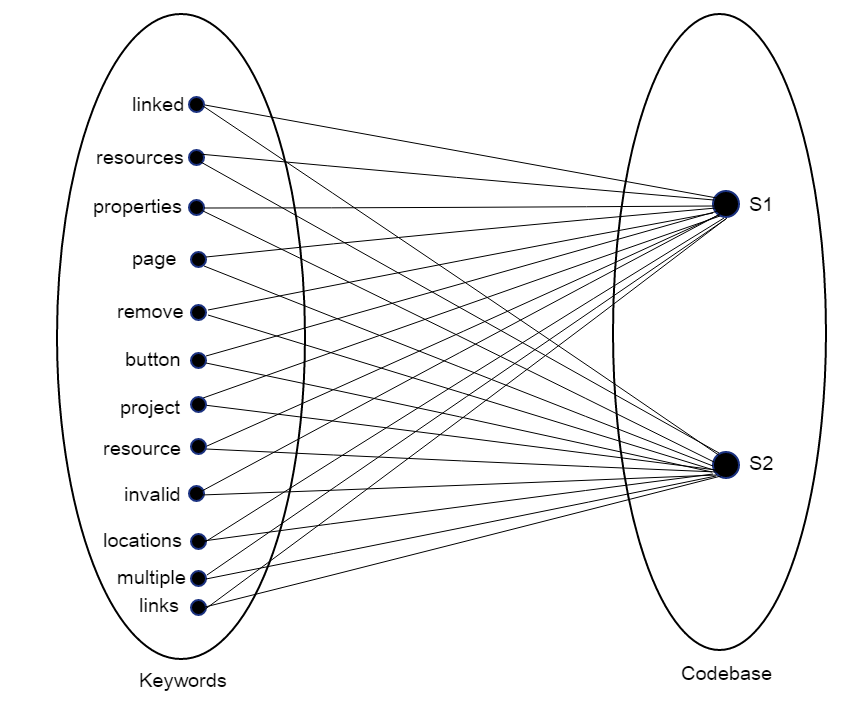 linked
resources
properties
page
remove
button
project
resource
invalid
locations
multiple
links
Keywords
S1
S2
Codebase